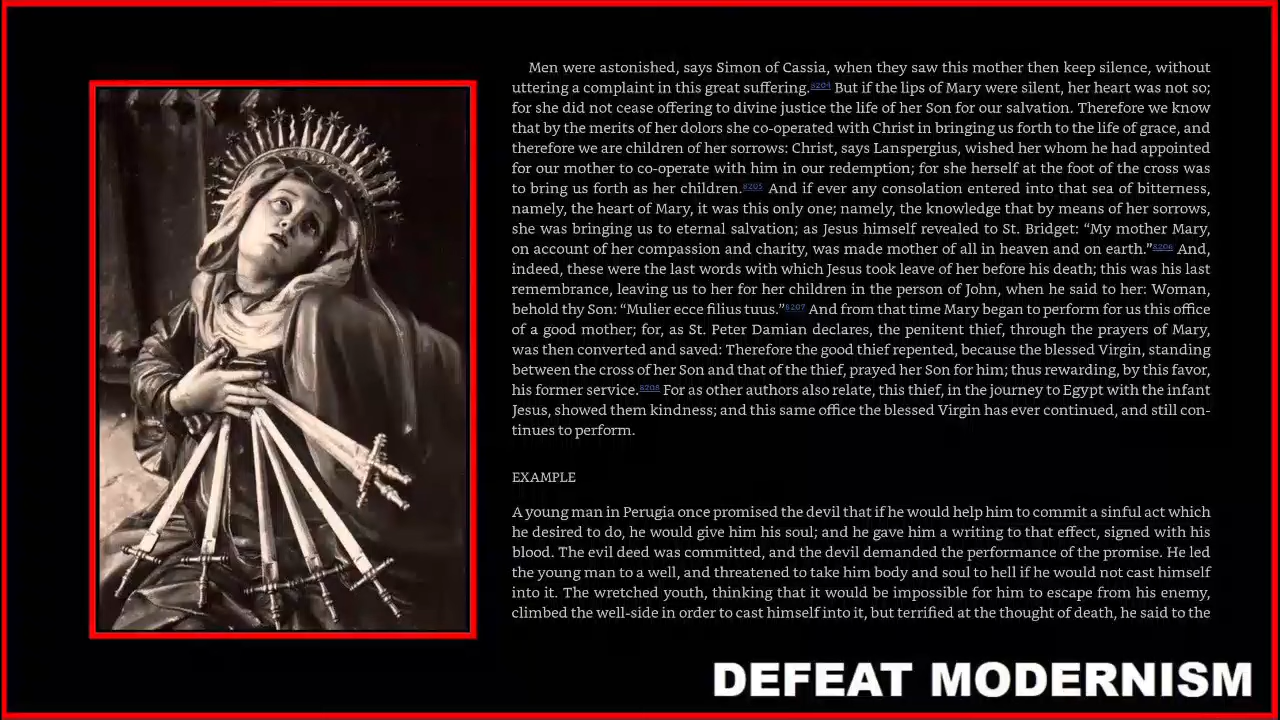 Men were astonished, says Simon of Cassia, when they saw this mother then keep silence, without
uttering a complaint in this great suffering.8204 But if the lips of Mary were silent, her heart was not so;
for she did not cease offering to divine justice the life of her Son for our salvation. Therefore we know
that by the merits of her dolors she co-operated with Christ in bringing us forth to the life of grace, and
therefore we are children of her sorrows: Christ, says Lanspergius, wished her whom he had appointed
for our mother to co-operate with him in our redemption; for she herself at the foot of the cross was
to bring us forth as her children.8205 And if ever any consolation entered into that sea of bitterness,
namely, the heart of Mary, it was this only one; namely, the knowledge that by means of her sorrows,
she was bringing us to eternal salvation; as Jesus himself revealed to St. Bridget: “My mother Mary,
on account of her compassion and charity, was made mother of all in heaven and on earth.”8206 And,
indeed, these were the last words with which Jesus took leave of her before his death; this was his last
remembrance, leaving us to her for her children in the person of John, when he said to her: Woman,
behold thy Son: “Mulier ecce filius tuus.”8207 And from that time Mary began to perform for us this office
of a good mother; for, as St. Peter Damian declares, the penitent thief, through the prayers of Mary,
was then converted and saved: Therefore the good thief repented, because the blessed Virgin, standing
between the cross of her Son and that of the thief, prayed her Son for him; thus rewarding, by this favor,
his former service.8208 For as other authors also relate, this thief, in the journey to Egypt with the infant
Jesus, showed them kindness; and this same office the blessed Virgin has ever continued, and still con-
tinues to perform.
EXAMPLE
A young man in Perugia once promised the devil that if he would help him to commit a sinful act which
he desired to do, he would give him his soul; and he gave him a writing to that effect, signed with his
blood. The evil deed was committed, and the devil demanded the performance of the promise. He led
the young man to a well, and threatened to take him body and soul to hell if he would not cast himself
into it. The wretched youth, thinking that it would be impossible for him to escape from his enemy,
climbed the well-side in order to cast himself into it, but terrified at the thought of death, he said to the
DEFEAT MODERNISM